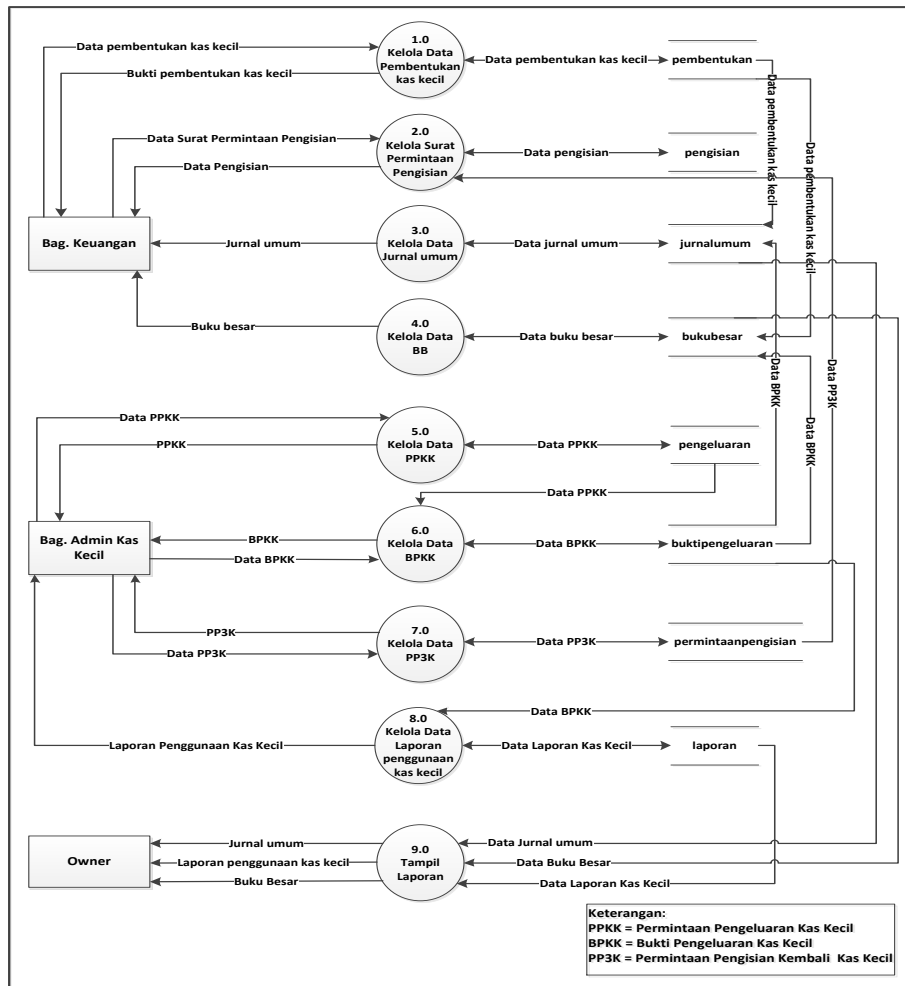 1.0
Kelola Data
Pembentukan
kas kecil
Data pembentukan kas kecil
Bukti pembentukan kas kecil
Data pembentukan kas kecil
pembentukan
Data pembentukan kas kecil
Data pembentukan kas kecil
2.0
Kelola Surat
Permintaan
Pengisian
Data Surat Permintaan Pengisian
Data Pengisian
Data pengisian
pengisian
Bag. Keuangan
Jurnal umum
3.0
Kelola Data
Jurnal umum
Data jurnal umum
jurnalumum
Buku besar
4.0
Kelola Data
BB
Data buku besar
bukubesar
Data BPKK
Data BPKK
Data PP3K
Data PPKK
PPKK
5.0
Kelola Data
PPKK
Data PPKK
pengeluaran
Data PPKK
Bag. Admin Kas
Kecil
BPKK
Data BPKK
6.0
Kelola Data
BPKK
Data BPKK
buktipengeluaran
PP3K
Data PP3K
7.0
Kelola Data
PP3K
Data PP3K
permintaanpengisian
Data BPKK
Laporan Penggunaan Kas Kecil
8.0
Kelola Data
Laporan
penggunaan
kas kecil
Data Laporan Kas Kecil
laporan
Owner
Jurnal umum
Laporan penggunaan kas kecil
Buku Besar
9.0
Tampil
Laporan
Data Jurnal umum
Data Buku Besar
Data Laporan Kas Kecil
Keterangan:
PPKK = Permintaan Pengeluaran Kas Kecil
BPKK = Bukti Pengeluaran Kas Kecil
PP3K = Permintaan Pengisian Kembali Kas Kecil